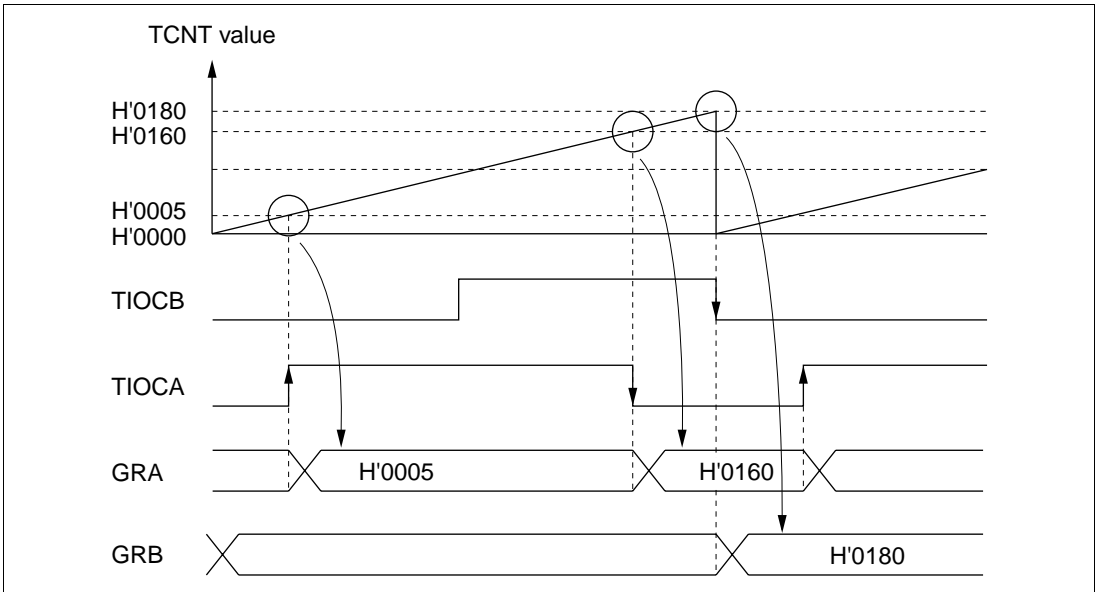 TCNT value
H'0180
H'0160
H'0005
H'0000
TIOCB
TIOCA
GRA
H'0005
H'0160
GRB
H'0180